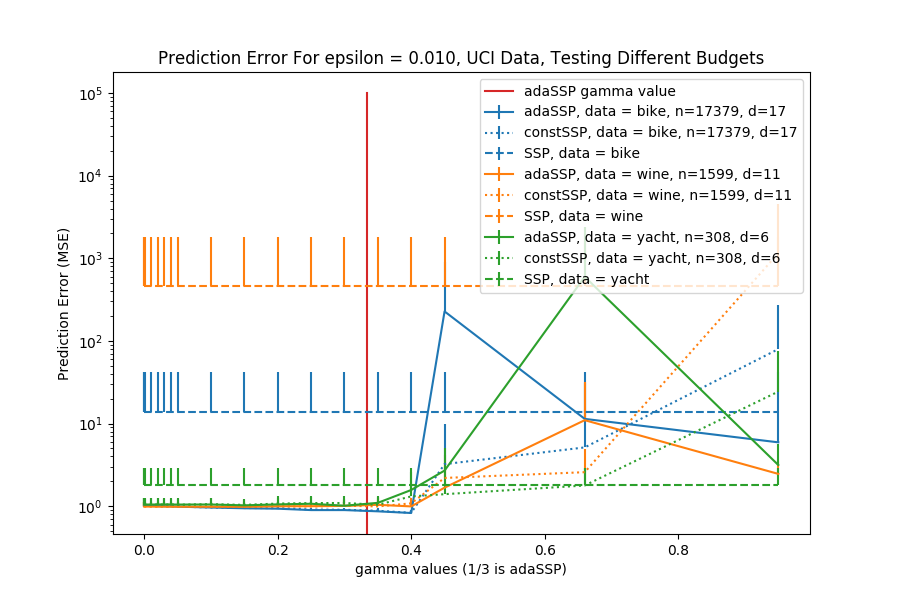 Prediction Error For epsilon = 0.010, UCI Data, Testing Different Budgets
Prediction Error (MSE)
10^5
10^4
10^3
10^2
10^1
10^0
adaSSP gamma value
adaSSP, data = bike, n=17379, d=17
constSSP, data = bike, n=17379, d=17
SSP, data = bike
adaSSP, data = wine, n=1599, d=11
constSSP, data = wine, n=1599, d=11
SSP, data = wine
adaSSP, data = yacht, n=308, d=6
constSSP, data = yacht, n=308, d=6
SSP, data = yacht
0.0 0.2 0.4 0.6 0.8
gamma values (1/3 is adaSSP)